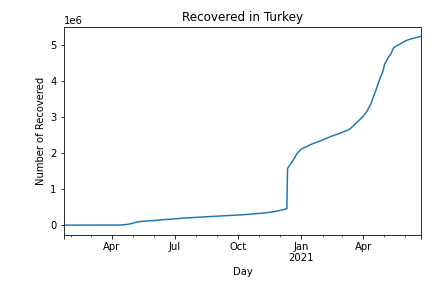 Recovered in Turkey
1e6
5
4
3
2
1
0
Number of Recovered
Apr
Jul
Oct
Jan
2021
Apr
Day